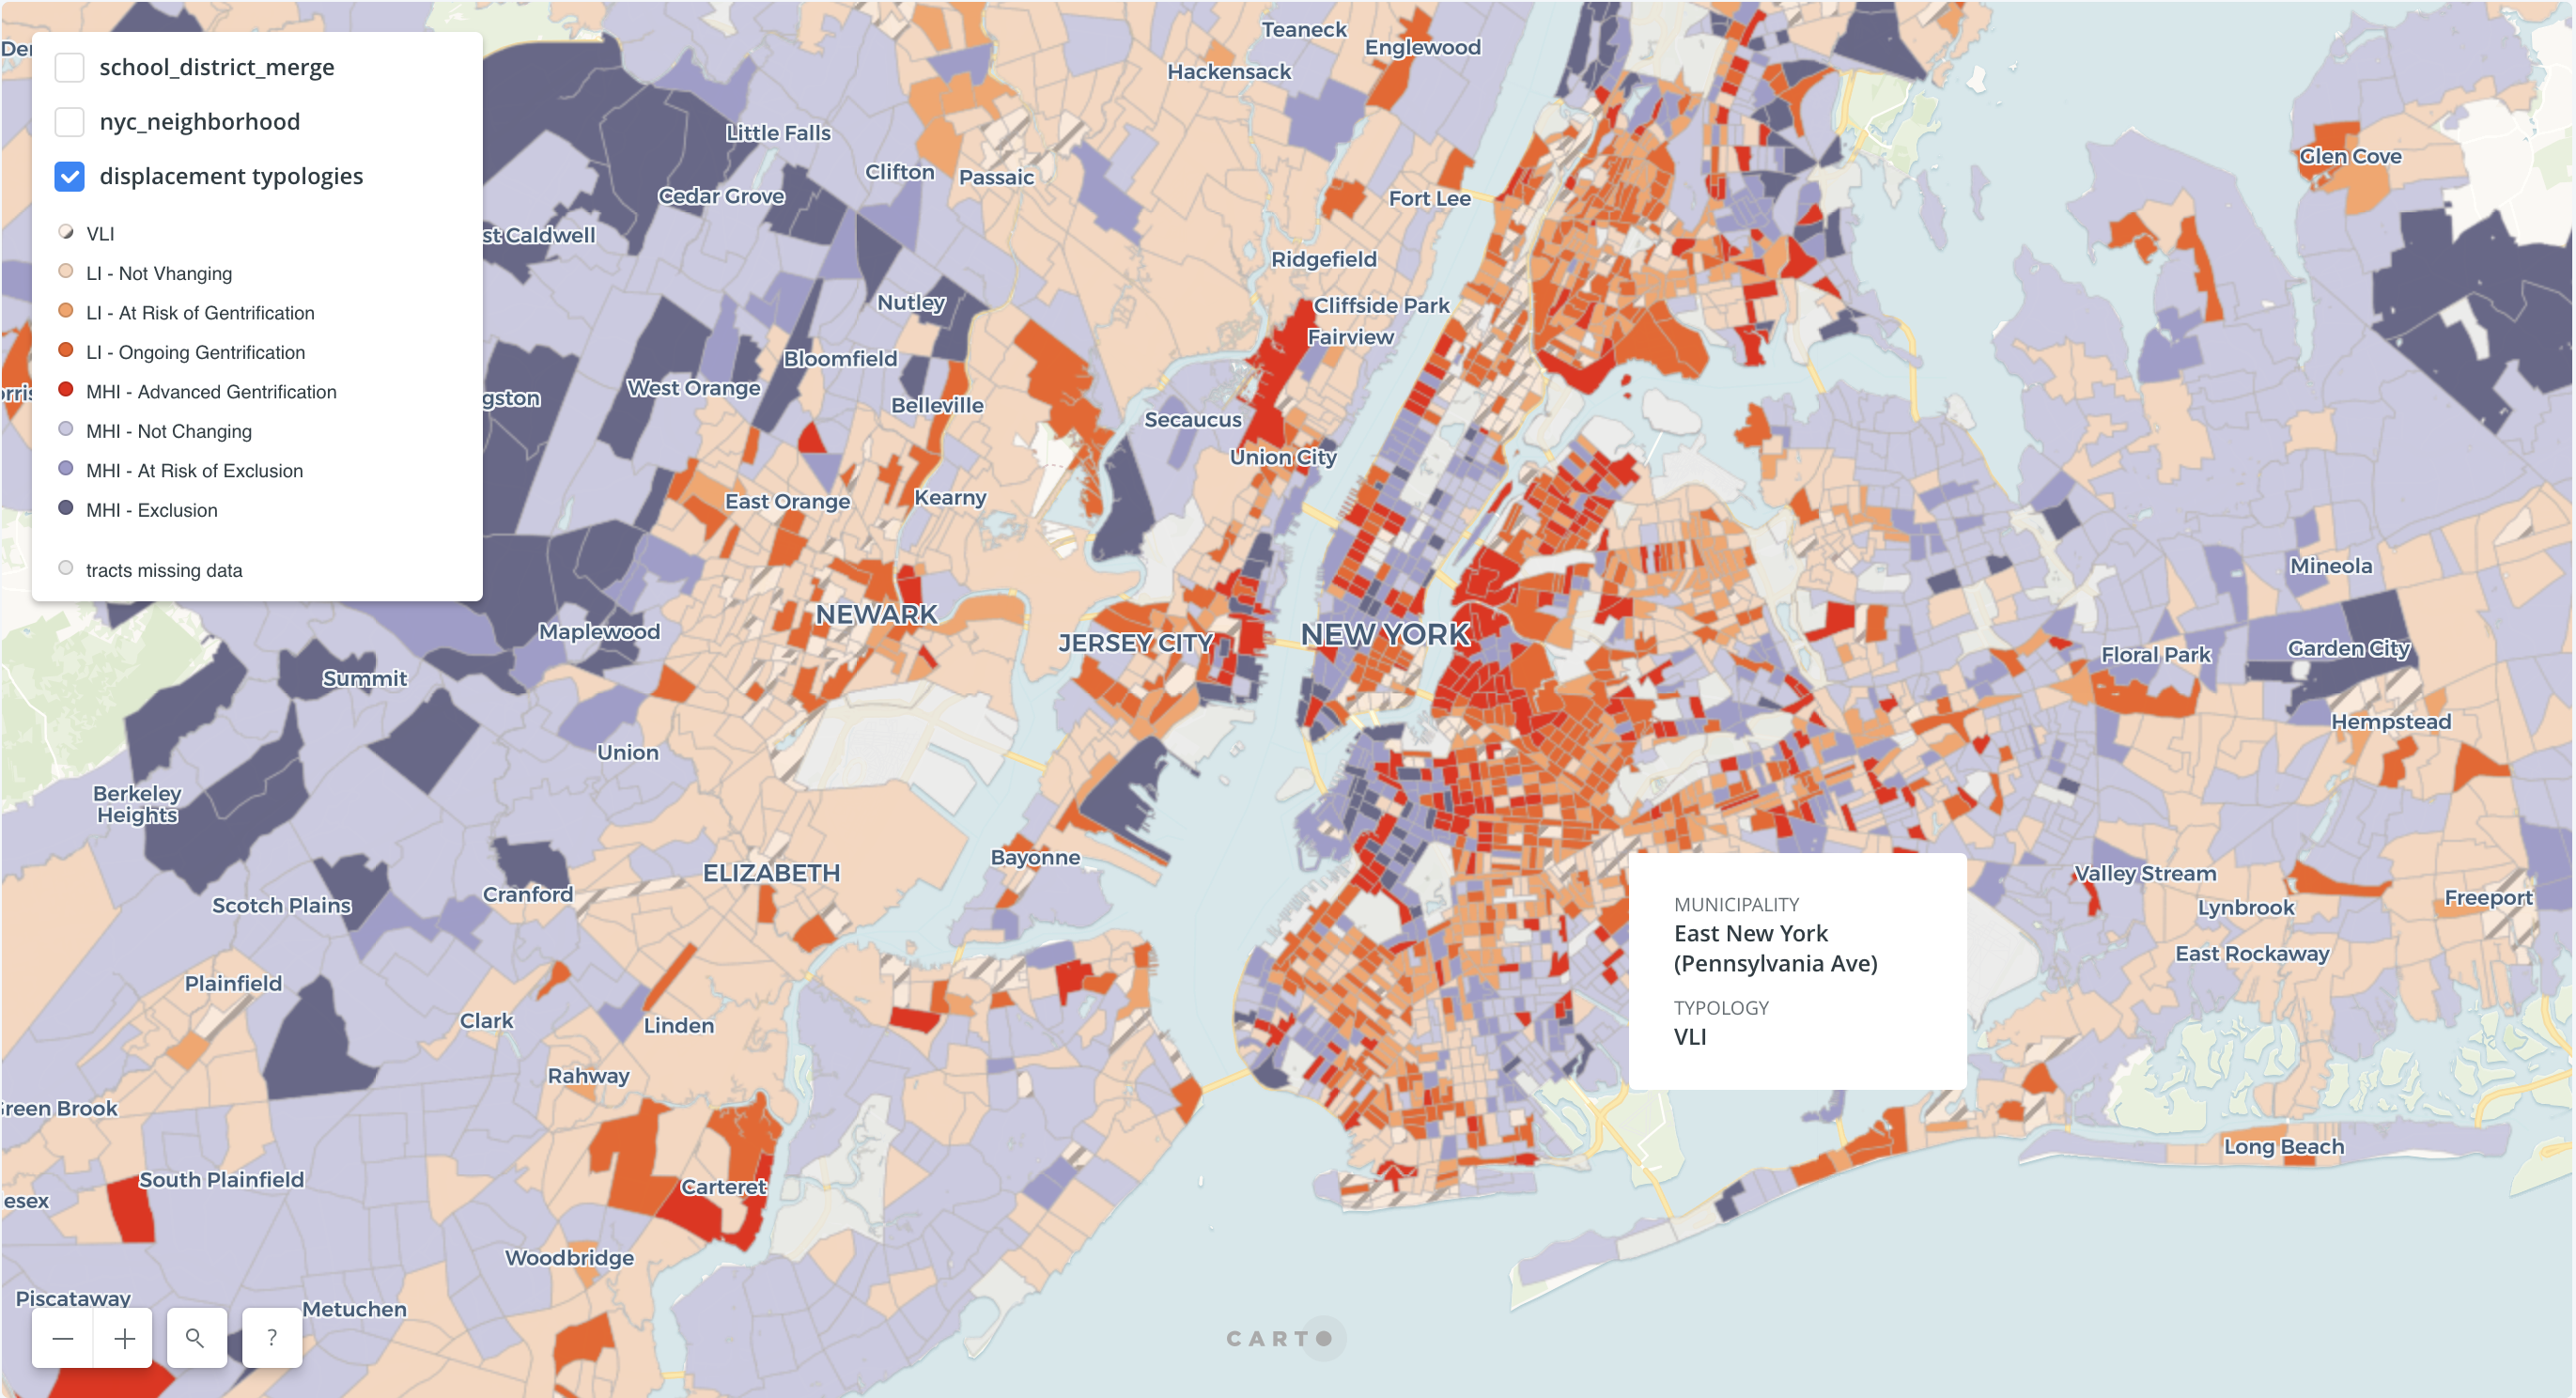 school_district_merge
nyc_neighborhood
displacement typologies
VLI
LI - Not Vhanging
LI - At Risk of Gentrification
LI - Ongoing Gentrification
MHI - Advanced Gentrification
MHI - Not Changing
MHI - At Risk of Exclusion
MHI - Exclusion
tracts missing data
Teaneck
Englewood
Hackensack
Little Falls
Clifton
Passaic
Cedar Grove
Fort Lee
Glen Cove
st Caldwell
Ridgefield
Nutley
Cliffside Park
Fairview
Bloomfield
West Orange
gston
Belleville
Secaucus
Union City
East Orange
Kearny
Mineola
NEWARK
Maplewood
JERSEY CITY
NEW YORK
Floral Park
Garden City
Summit
Hempstead
Union
Berkeley
Heights
Bayonne
ELIZABETH
Valley Stream
Cranford
Scotch Plains
Lynbrook
Freeport
East Rockaway
MUNICIPALITY
East New York
(Pennsylvania Ave)
TYPOLOGY
VLI
Plainfield
Clark
Linden
Rahway
Green Brook
Long Beach
South Plainfield
Carteret
esex
Woodbridge
Piscataway
Metuchen
?
CARTO